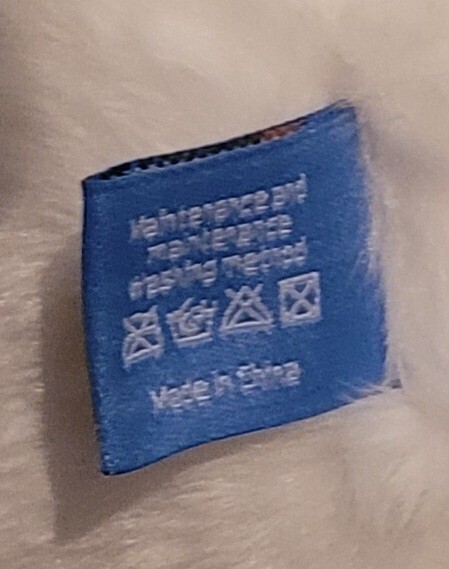 Maintenance and
maintenance
washing method
Made in China